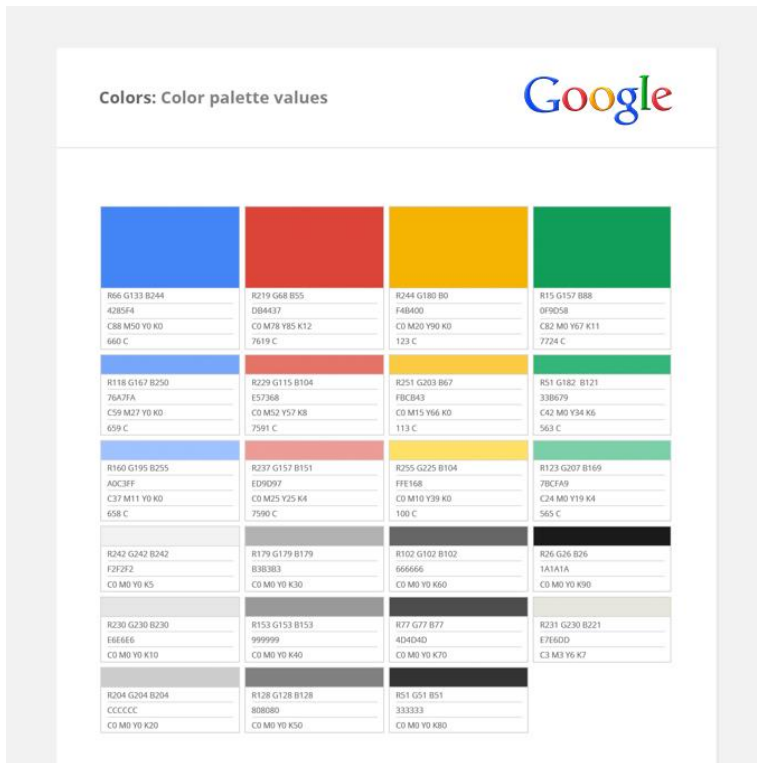 Colors: Color palette values
Google
R66 G133 B244
4285F4
C88 M50 Y0 K0
660 C
R219 G68 B55
DB4437
C0 M78 Y85 K12
7619 C
R244 G180 B0
F4B400
C0 M20 Y90 K0
123 C
R15 G157 B88
0F9D58
C82 M0 Y67 K11
7724 C
R118 G167 B250
76A7FA
C59 M27 Y0 K0
659 C
R229 G115 B104
E57368
C0 M52 Y57 K8
7591 C
R251 G203 B67
FBCB43
C0 M15 Y66 K0
113 C
R51 G182 B121
33B679
C42 M0 Y34 K6
563 C
R160 G195 B255
A0C3FF
C37 M11 Y0 K0
658 C
R237 G157 B151
ED9D97
C0 M25 Y25 K4
7590 C
R255 G225 B104
FFE168
C0 M10 Y39 K0
100 C
R123 G207 B169
7BCFA9
C24 M0 Y19 K4
565 C
R242 G242 B242
F2F2F2
C0 M0 Y0 K5
R179 G179 B179
B3B3B3
C0 M0 Y0 K30
R102 G102 B102
666666
C0 M0 Y0 K60
R26 G26 B26
1A1A1A
C0 M0 Y0 K90
R230 G230 B230
E6E6E6
C0 M0 Y0 K10
R153 G153 B153
999999
C0 M0 Y0 K40
R77 G77 B77
4D4D4D
C0 M0 Y0 K70
R231 G230 B221
E7E6DD
C3 M3 Y6 K7
R204 G204 B204
CCCCCC
C0 M0 Y0 K20
R128 G128 B128
808080
C0 M0 Y0 K50
R51 G51 B51
333333
C0 M0 Y0 K80